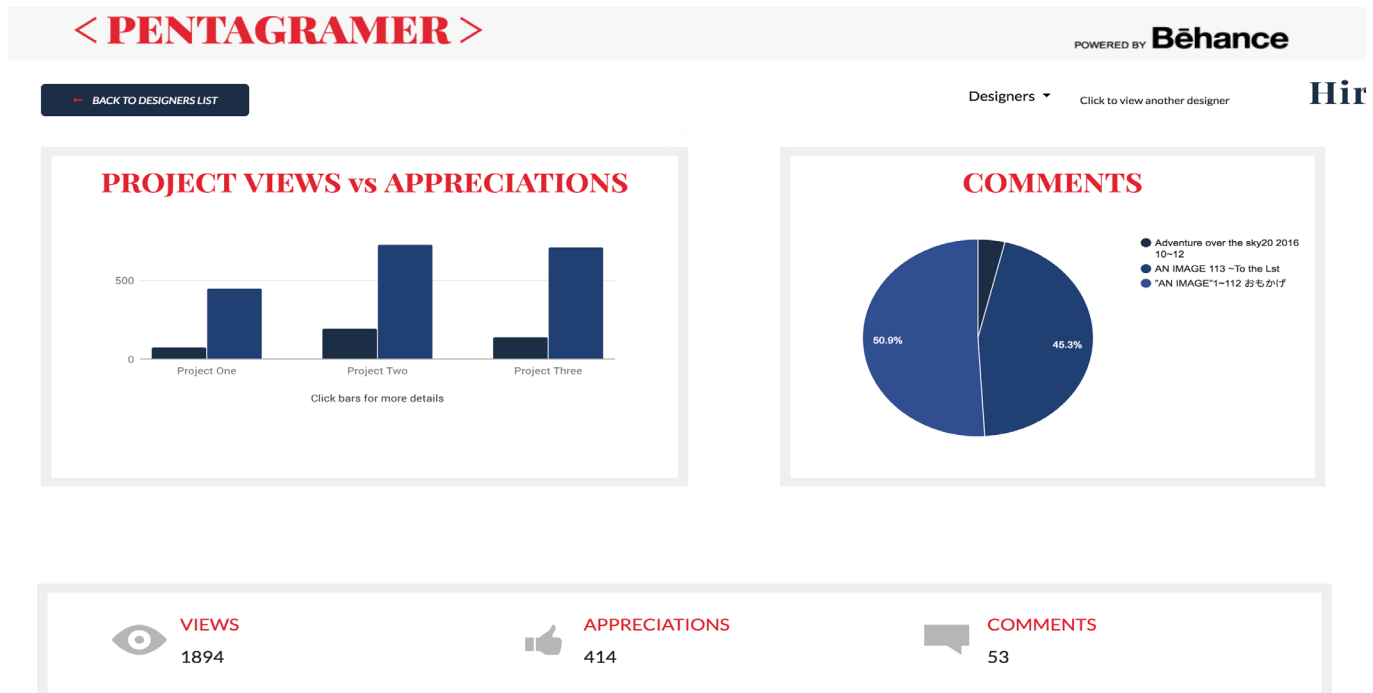 < PENTAGRAMER >
POWERED BY Bēhance
← BACK TO DESIGNERS LIST
Designers
Click to view another designer
Hir
PROJECT VIEWS vs APPRECIATIONS
500
0
Project One
Project Two
Project Three
Click bars for more details
COMMENTS
50.9%
45.3%
Adventure over the sky20 2016
10~12
AN IMAGE 113 ~To the Lst
"AN IMAGE"1~112 おもかげ
VIEWS
1894
APPRECIATIONS
414
COMMENTS
53